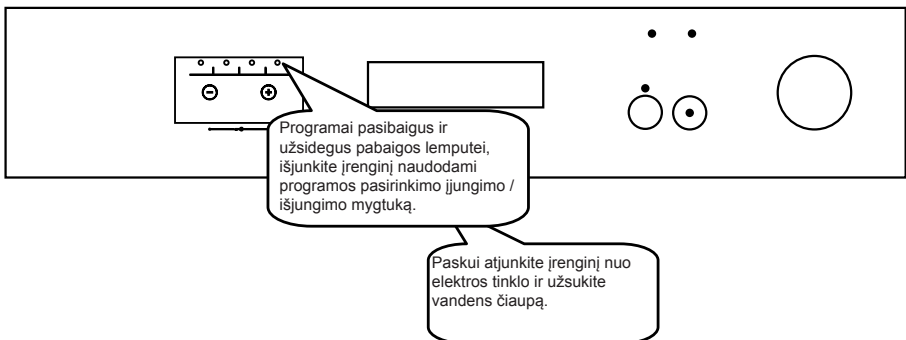 Programai pasibaigus ir
užsidegus pabaigos lemputei,
išjunkite įrenginį naudodami
programos pasirinkimo įjungimo /
išjungimo mygtuką.
Paskui atjunkite įrenginį nuo
elektros tinklo ir užsukite
vandens čiaupą.